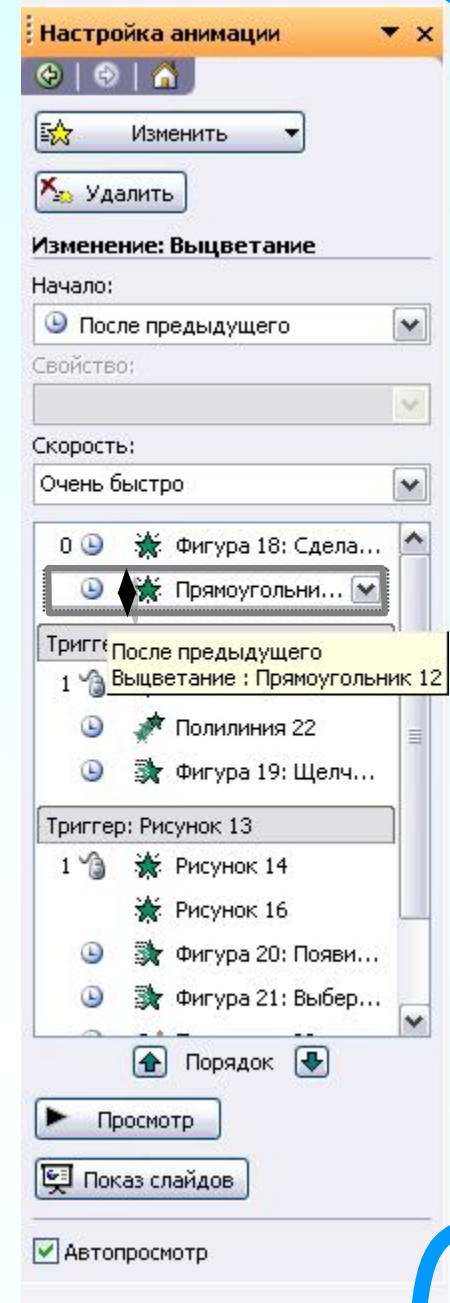 Настройка анимации
Изменить
Удалить
Изменение: Выцветание
Начало:
После предыдущего
Свойство:
Скорость:
Очень быстро
0 Фигура 18: Сдела...
Прямоугольни...
Тригге
После предыдущего
Выцветание : Прямоугольник 12
1
Полилиния 22
Фигура 19: Щелч...
Триггер: Рисунок 13
1 Рисунок 14
Рисунок 16
Фигура 20: Появи...
Фигура 21: Выбер...
Порядок
Просмотр
Показ слайдов
Автопросмотр